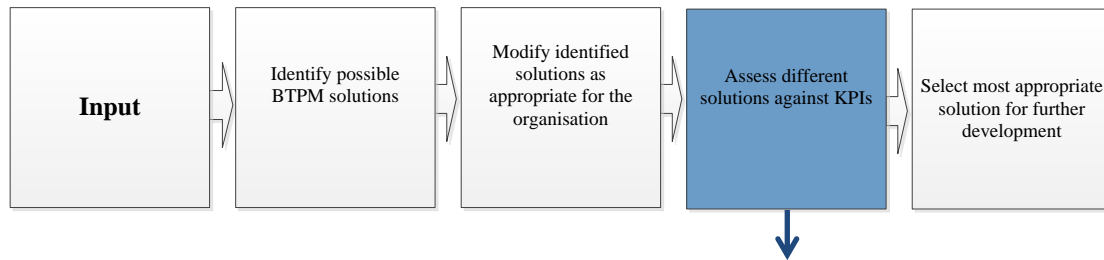 Input
Identify possible
BTPM solutions
Modify identified
solutions as
appropriate for the
organisation
Assess different
solutions against KPIs
Select most appropriate
solution for further
development